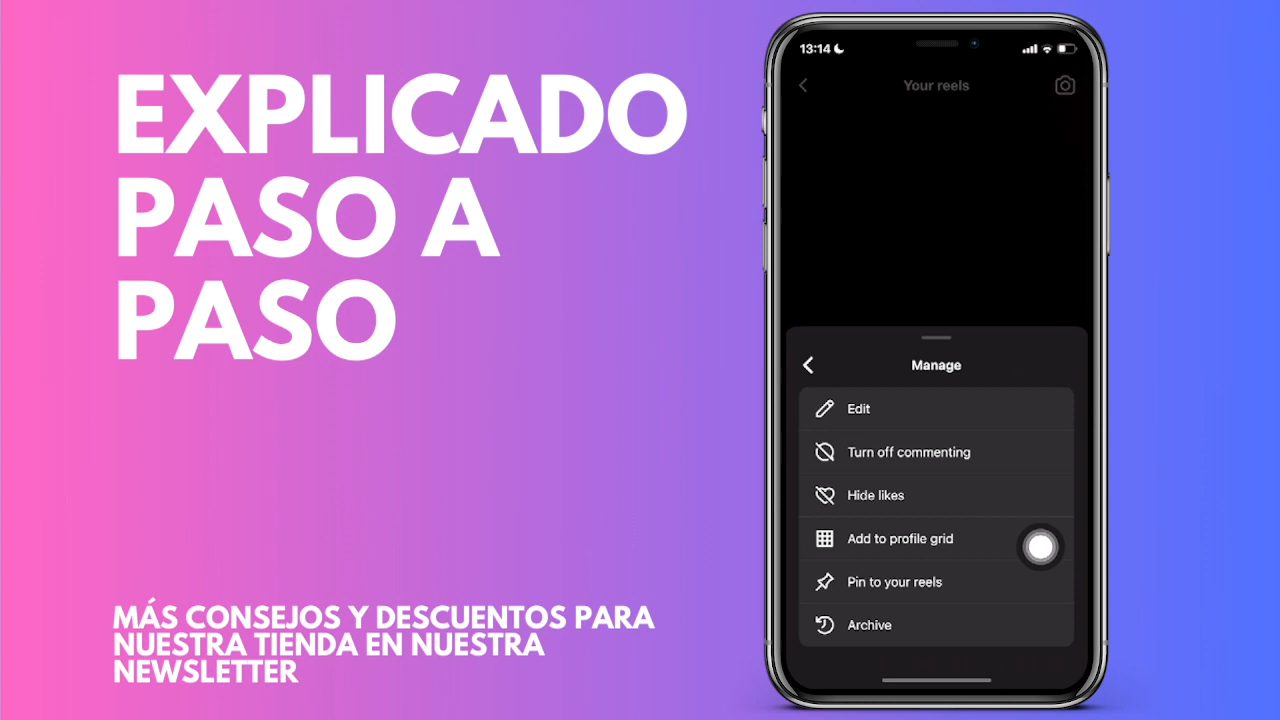 EXPLICADO
PASO A
PASO
MÁS CONSEJOS Y DESCUENTOS PARA
NUESTRA TIENDA EN NUESTRA
NEWSLETTER
13:14
Your reels
Manage
Edit
Turn off commenting
Hide likes
Add to profile grid
Pin to your reels
Archive